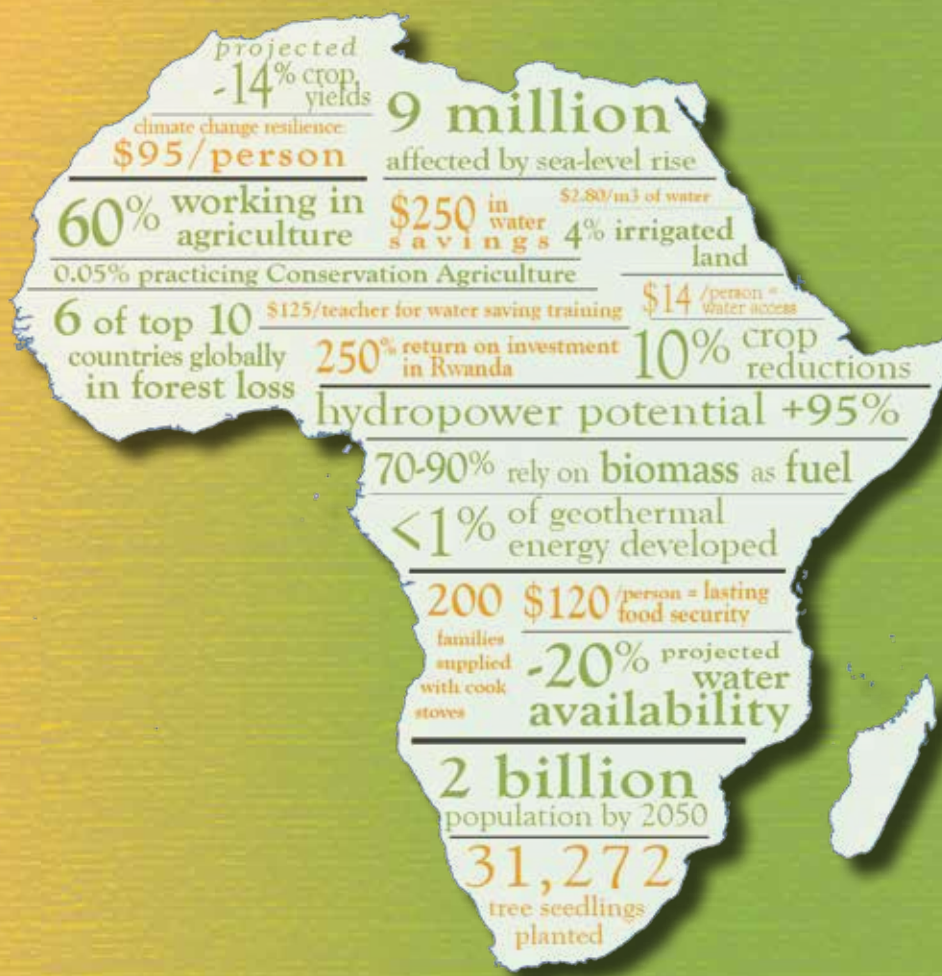 projected
-14% crop
yields
climate change resilience:
$95/person
9 million
affected by sea-level rise
60% working in
agriculture
$250 in
water
savings
$2.80/m3 of water
4% irrigated
land
0.05% practicing Conservation Agriculture
$14 /person =
water access
6 of top 10
countries globally
in forest loss
$125/teacher for water saving training
250% return on investment
in Rwanda
10% crop
reductions
hydropower potential +95%
70-90% rely on biomass as fuel
<1% of geothermal
energy developed
200
families
supplied
with cook
stoves
$120 /person = lasting
food security
-20% projected
water
availability
2 billion
population by 2050
31,272
tree seedlings
planted